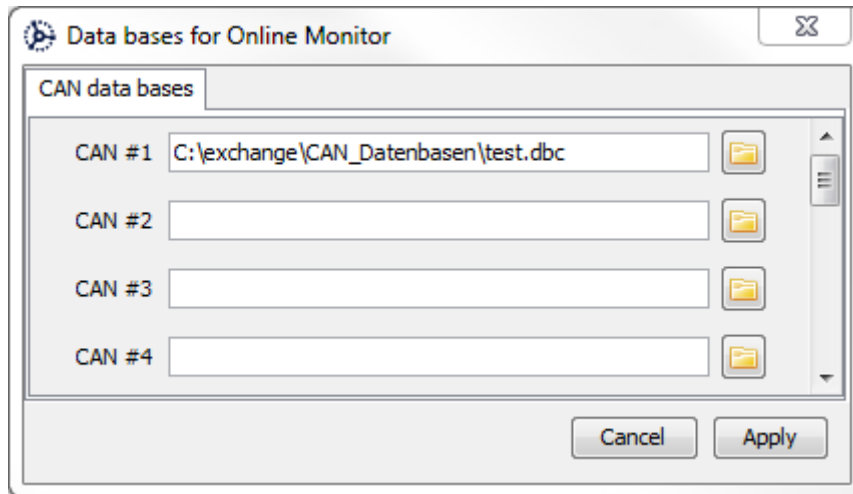 Data bases for Online Monitor
CAN data bases
CAN #1 C:\exchange\CAN_Datenbasen\test.dbc
CAN #2
CAN #3
CAN #4
Cancel Apply